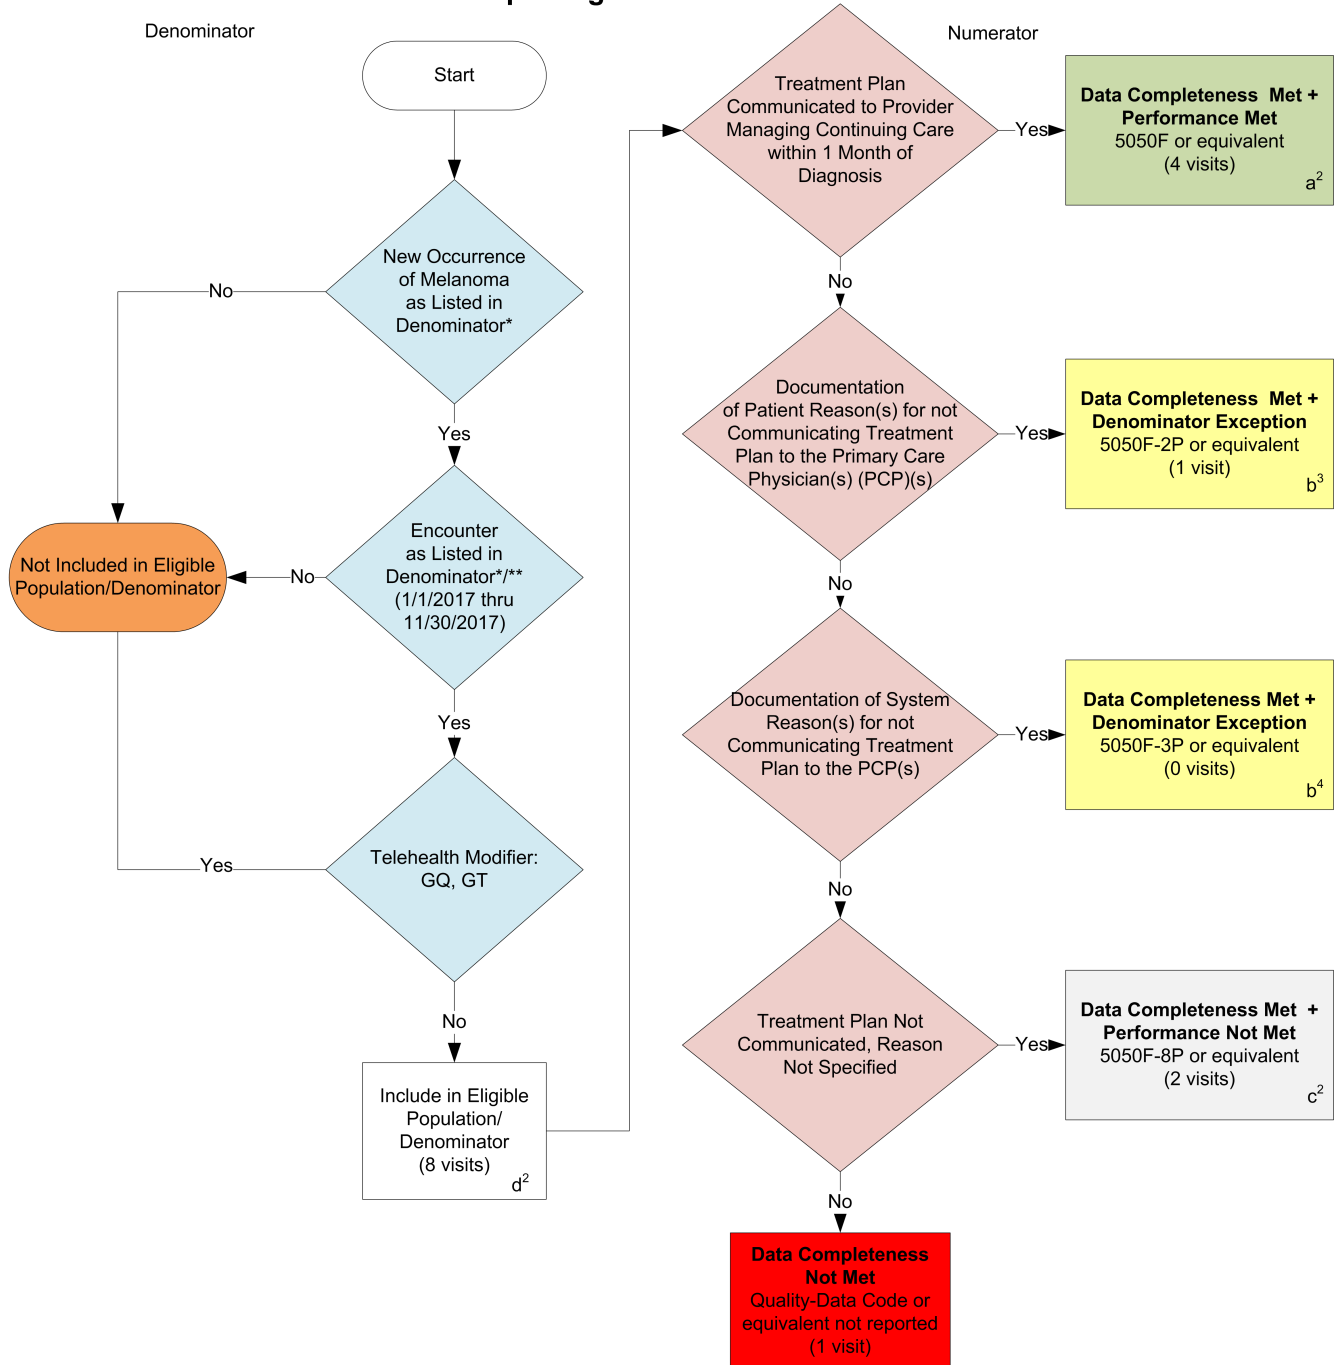 Denominator
Start
New Occurrence
of Melanoma
as Listed in
Denominator*
No
Yes
Encounter
as Listed in
Denominator*/**
(1/1/2017 thru
11/30/2017)
No
Not Included in Eligible
Population/Denominator
Yes
Telehealth Modifier:
GQ, GT
Yes
No
Include in Eligible
Population/
Denominator
(8 visits)
d²
Numerator
Treatment Plan
Communicated to Provider
Managing Continuing Care
within 1 Month of
Diagnosis
Yes
Data Completeness Met +
Performance Met
5050F or equivalent
(4 visits)
a²
No
Documentation
of Patient Reason(s) for not
Communicating Treatment
Plan to the Primary Care
Physician(s) (PCP)(s)
Yes
Data Completeness Met +
Denominator Exception
5050F-2P or equivalent
(1 visit)
b³
No
Documentation of System
Reason(s) for not
Communicating Treatment
Plan to the PCP(s)
Yes
Data Completeness Met +
Denominator Exception
5050F-3P or equivalent
(0 visits)
b⁴
No
Treatment Plan Not
Communicated, Reason
Not Specified
Yes
Data Completeness Met +
Performance Not Met
5050F-8P or equivalent
(2 visits)
c²
No
Data Completeness
Not Met
Quality-Data Code or
equivalent not reported
(1 visit)